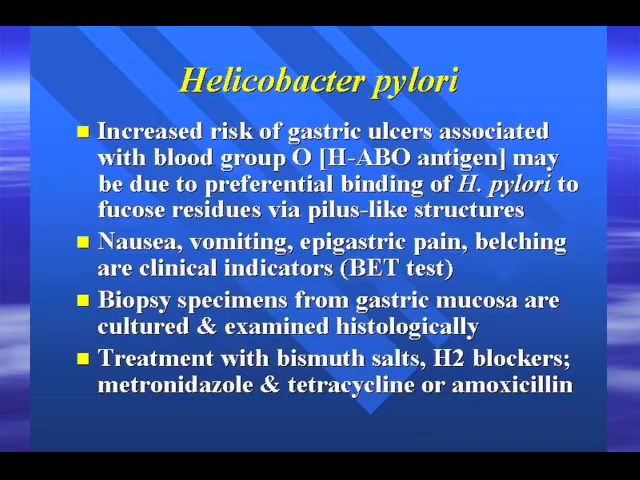 Helicobacter pylori
Increased risk of gastric ulcers associated
with blood group O [H-ABO antigen] may
be due to preferential binding of H. pylori to
fucose residues via pilus-like structures
Nausea, vomiting, epigastric pain, belching
are clinical indicators (BET test)
Biopsy specimens from gastric mucosa are
cultured & examined histologically
Treatment with bismuth salts, H2 blockers;
metronidazole & tetracycline or amoxicillin